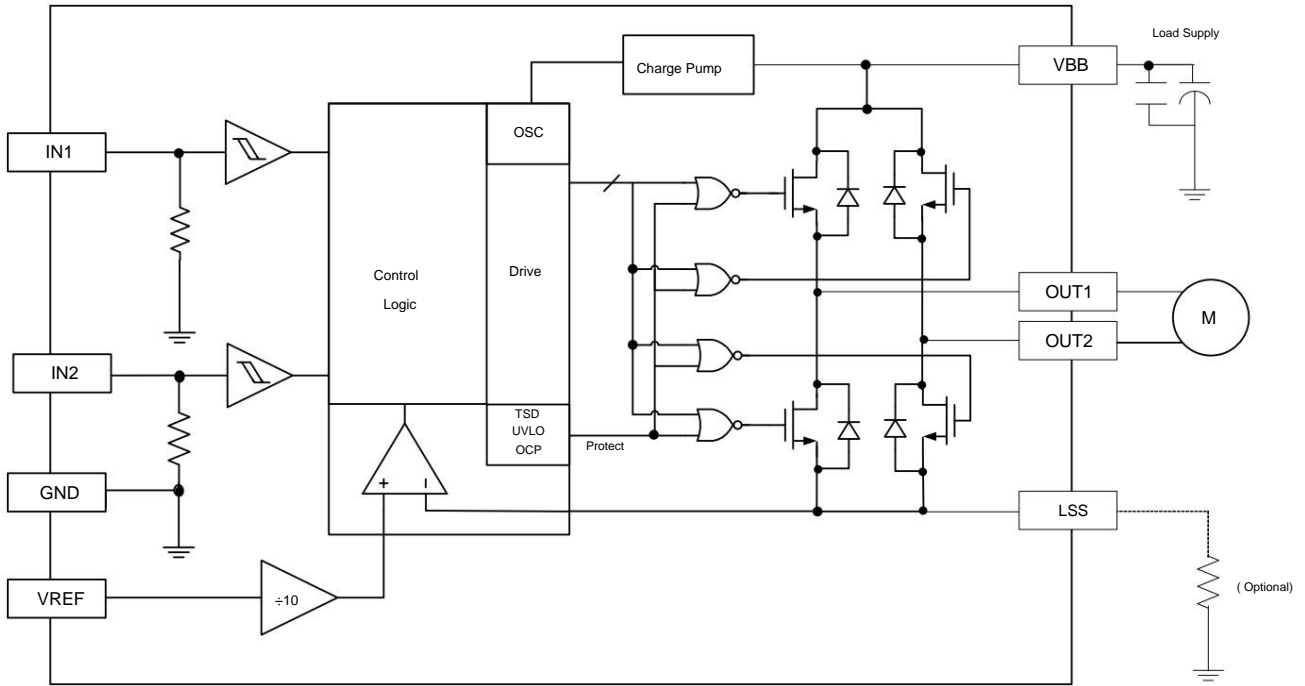 Load Supply
Charge Pump
VBB
IN1
OSC
Control
Logic
Drive
OUT1
M
OUT2
IN2
TSD
UVLO
OCP
Protect
+
–
GND
LSS
VREF
÷10
( Optional)